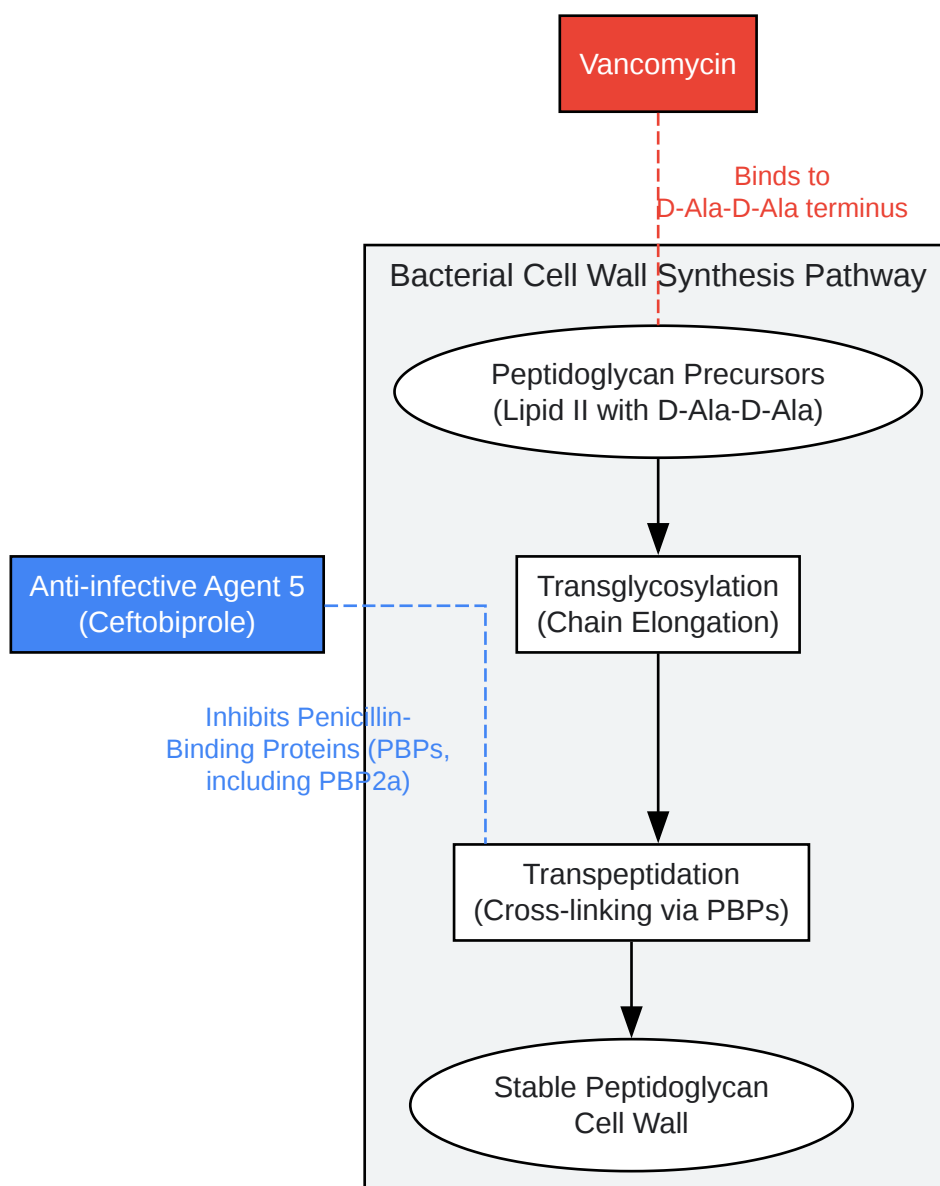 Vancomycin
Binds to
D-Ala-D-Ala terminus
Bacterial Cell Wall Synthesis Pathway
Peptidoglycan Precursors
(Lipid II with D-Ala-D-Ala)
Anti-infective Agent 5
(Ceftobiprole)
Transglycosylation
(Chain Elongation)
Inhibits Penicillin-
Binding Proteins (PBPs,
including PBP2a)
Transpeptidation
(Cross-linking via PBPs)
Stable Peptidoglycan
Cell Wall